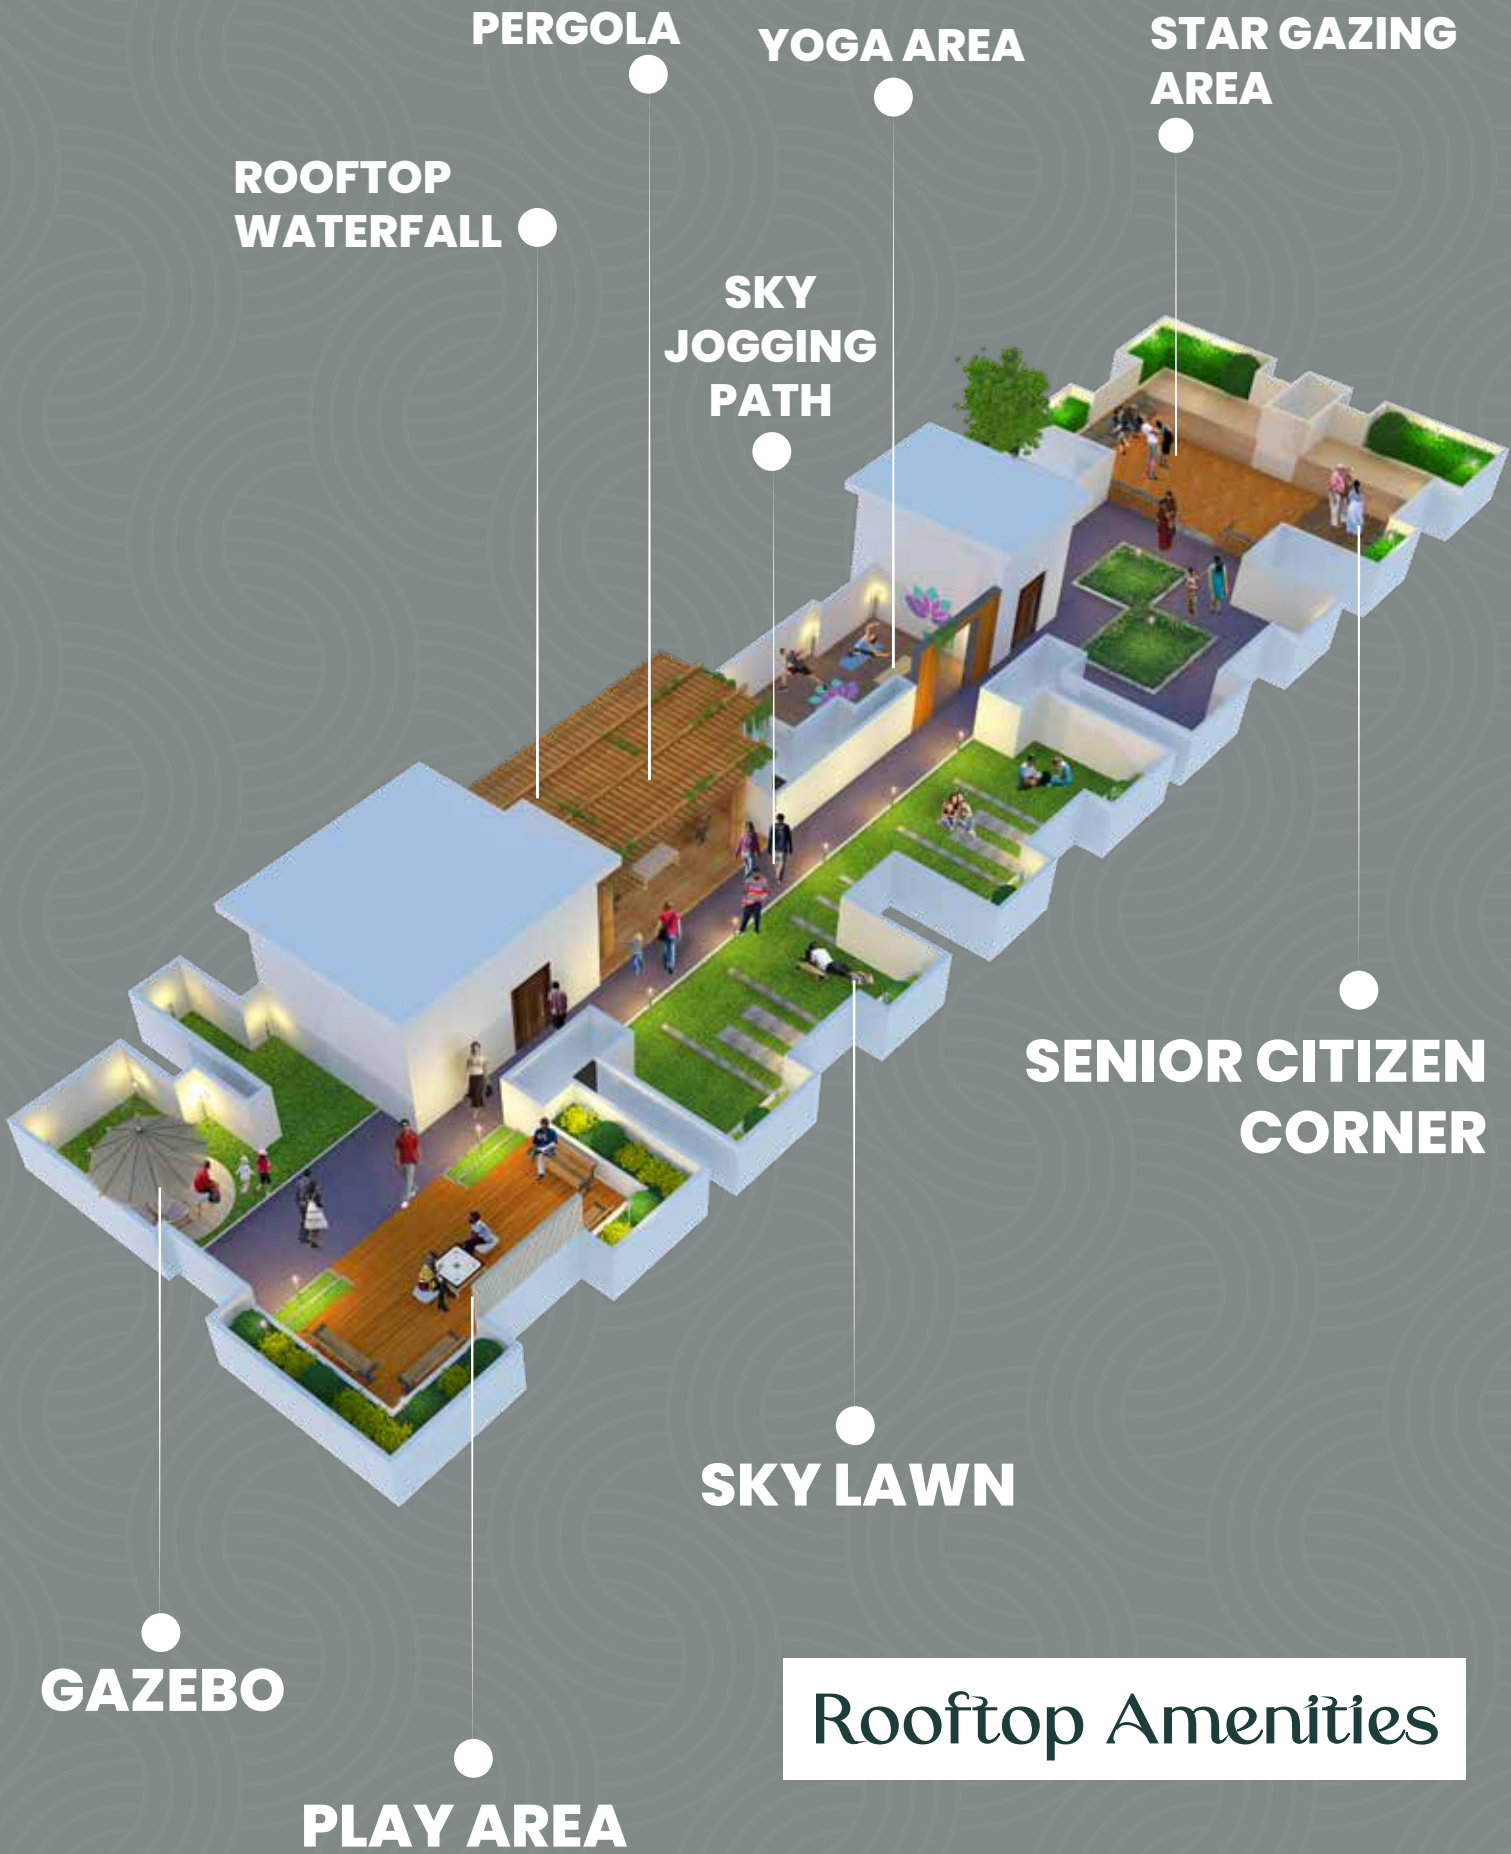 PERGOLA
YOGA AREA
STAR GAZING
AREA
ROOFTOP
WATERFALL
SKY
JOGGING
PATH
SENIOR CITIZEN
CORNER
SKY LAWN
GAZEBO
PLAY AREA
Rooftop Amenities